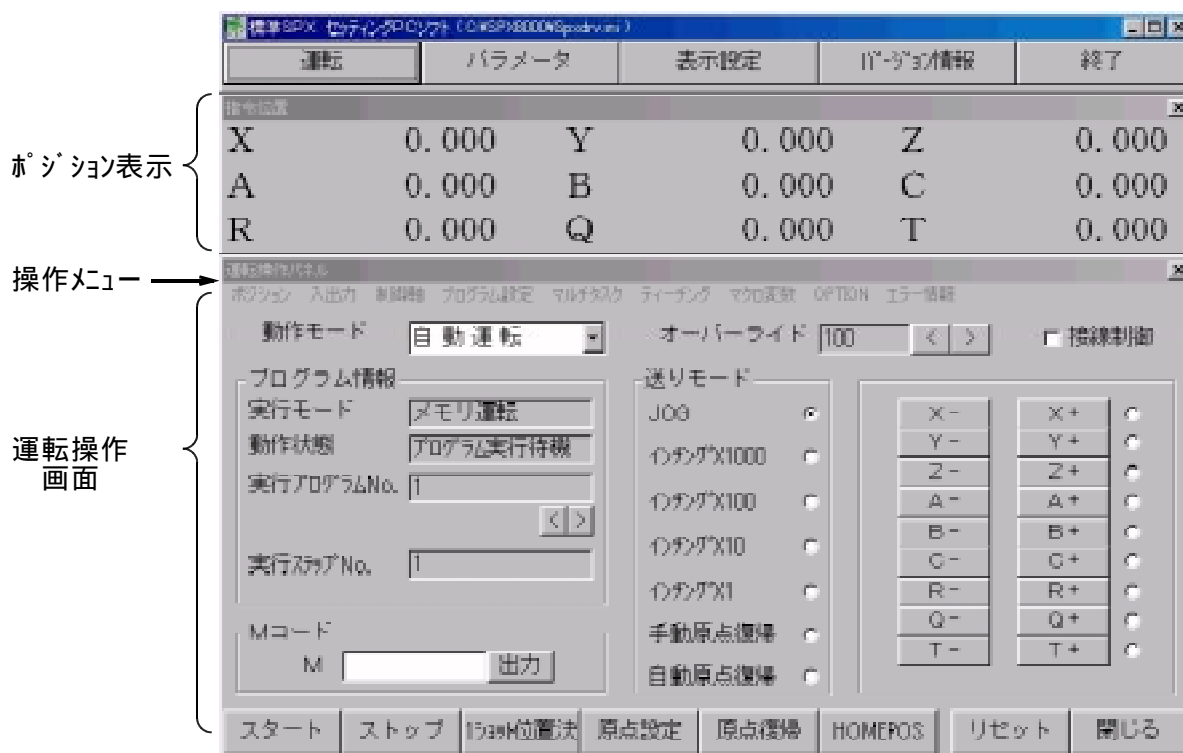 標準SPX セッティングPCソフト (C:¥SPX8000¥Spxdrv.ini)
運転 パラメータ 表示設定 バージョン情報 終了
指令位置
X 0.000 Y 0.000 Z 0.000
A 0.000 B 0.000 C 0.000
R 0.000 Q 0.000 T 0.000
ポジション表示
操作メニュー
運転操作パネル
ポジション 入出力 制御軸 プログラム設定 マルチタスク ティーチング マクロ変数 OPTION エラー情報
運転操作
画面
動作モード 自動運転 オーバーライド 100 < > 接線制御
プログラム情報
実行モード メモリ運転
動作状態 プログラム実行待機
実行プログラムNo. 1
< >
実行ステップNo. 1
Mコード
M 出力
送りモード
JOG
インチングX1000
インチングX100
インチングX10
インチングX1
手動原点復帰
自動原点復帰
X- X+
Y- Y+
Z- Z+
A- A+
B- B+
C- C+
R- R+
Q- Q+
T- T+
スタート ストップ 1ショット位置決 原点設定 原点復帰 HOMEPOS リセット 閉じる